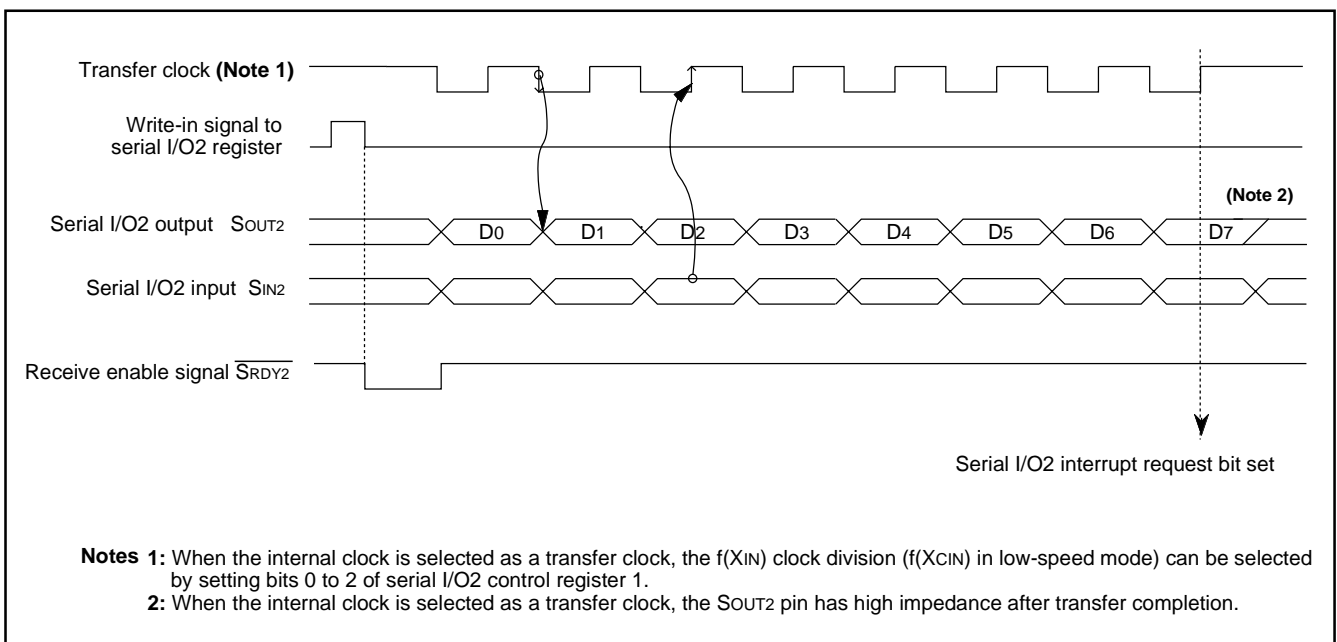 Transfer clock (Note 1)
Write-in signal to
serial I/O2 register
(Note 2)
Serial I/O2 output SOUT2
D0 D1 D2 D3 D4 D5 D6 D7
Serial I/O2 input SIN2
Receive enable signal SRDY2
Serial I/O2 interrupt request bit set
Notes 1: When the internal clock is selected as a transfer clock, the f(XIN) clock division (f(XCIN) in low-speed mode) can be selected
by setting bits 0 to 2 of serial I/O2 control register 1.
2: When the internal clock is selected as a transfer clock, the SOUT2 pin has high impedance after transfer completion.